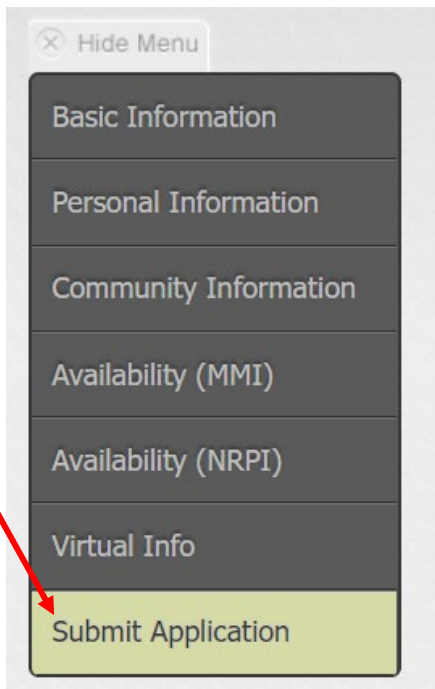 Hide Menu
Basic Information
Personal Information
Community Information
Availability (MMI)
Availability (NRPI)
Virtual Info
Submit Application